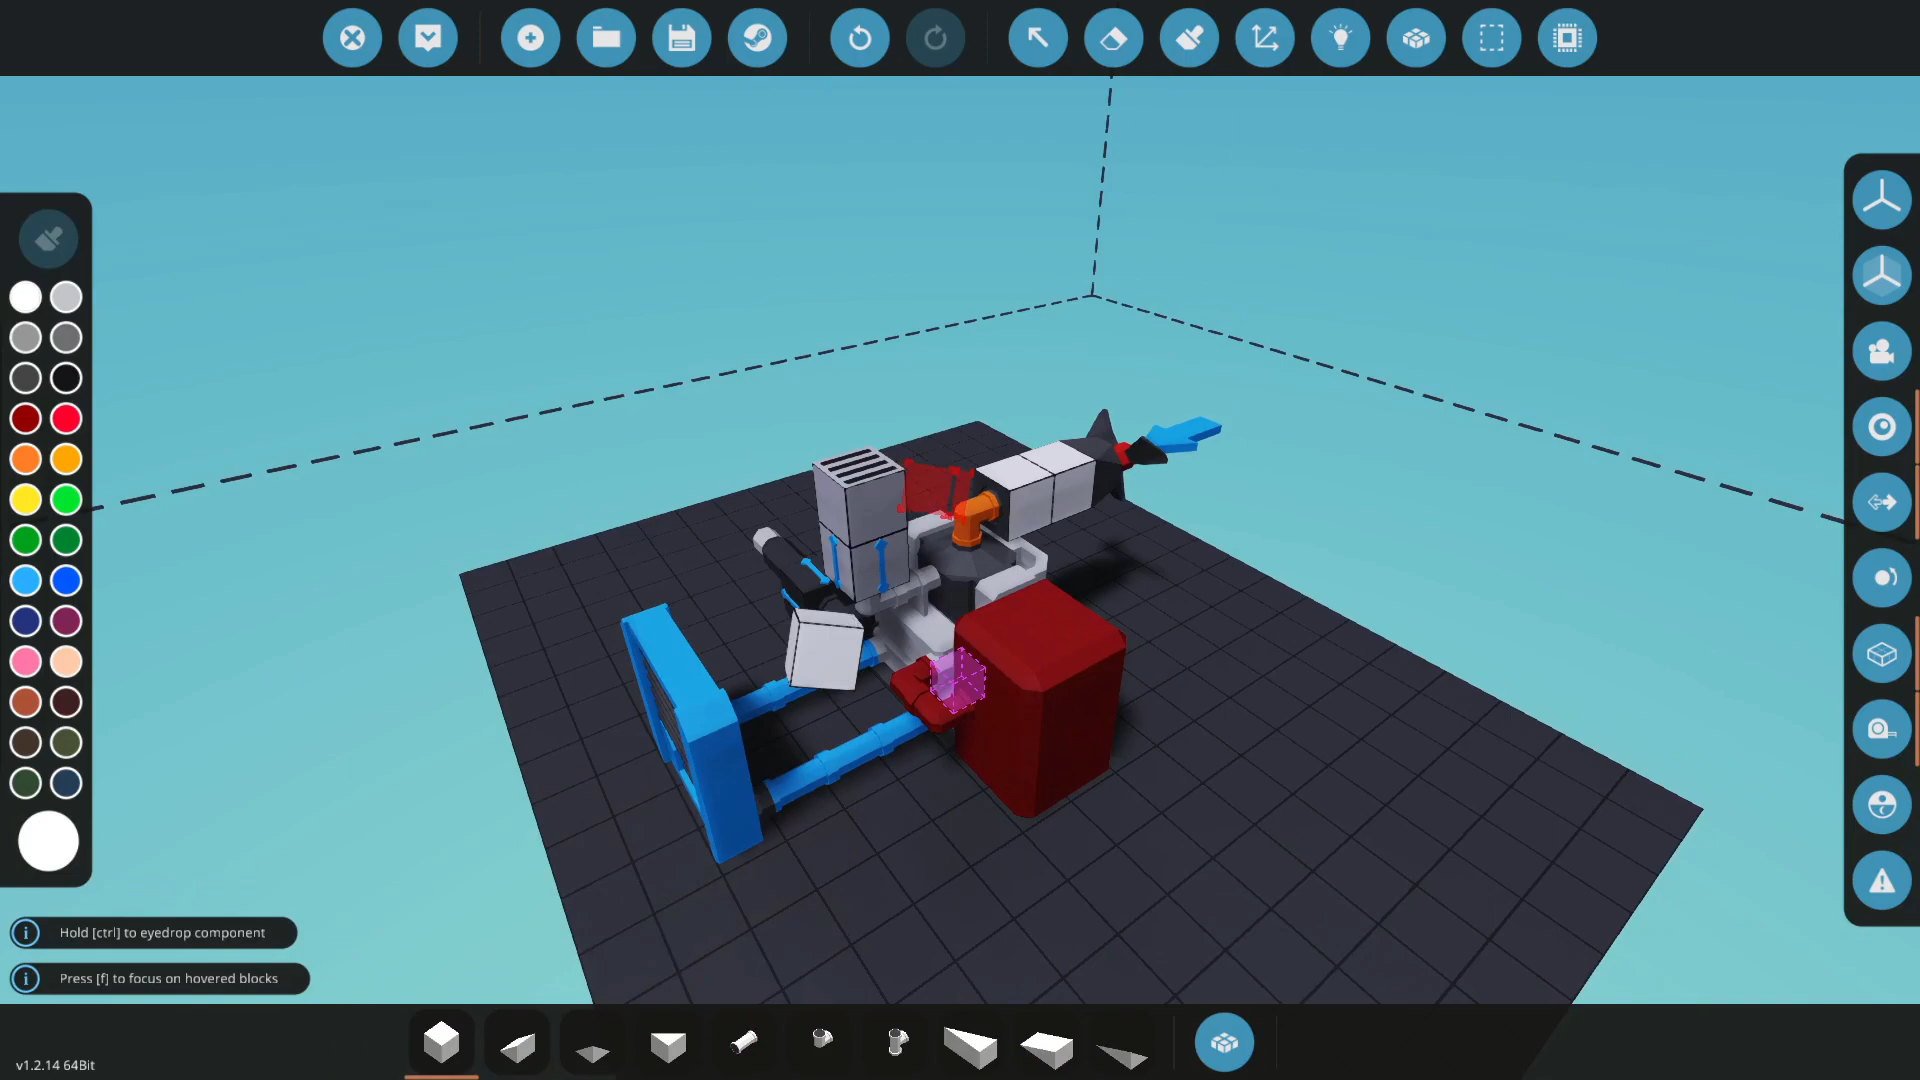 Hold [ctrl] to eyedrop component
Press [f] to focus on hovered blocks
v1.2.14 64Bit